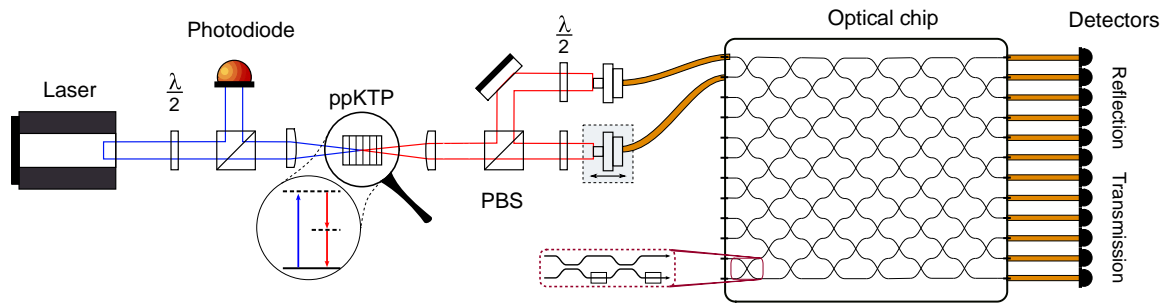 Optical chip
Detectors
Photodiode
λ/2
Laser
λ/2
ppKTP
PBS
Reflection
Transmission